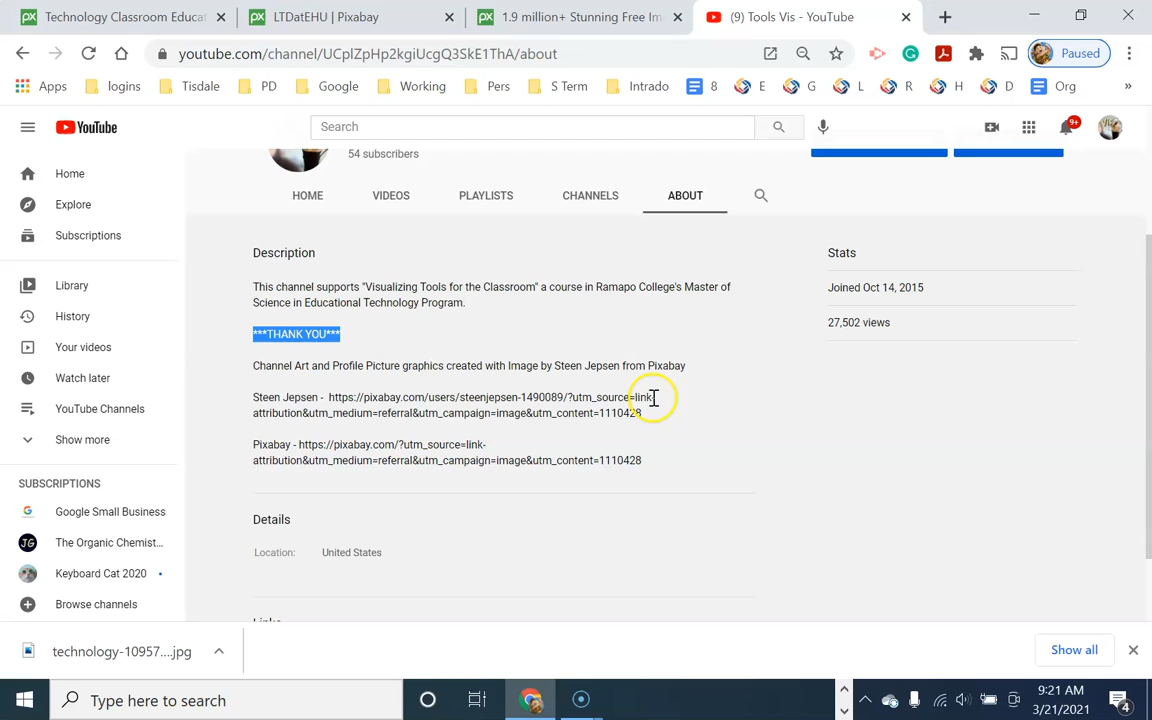 Technology Classroom Educat
LTDatEHU | Pixabay
1.9 million+ Stunning Free Im
(9) Tools Vis - YouTube
youtube.com/channel/UCplZpHp2kgiUcgQ3SkE1ThA/about
Paused
Apps
logins
Tisdale
PD
Google
Working
Pers
S Term
Intrado
8
E
G
L
R
H
D
Org
»
YouTube
Search
9+
Home
Explore
Subscriptions
Library
History
Your videos
Watch later
YouTube Channels
Show more
SUBSCRIPTIONS
Google Small Business
The Organic Chemist...
Keyboard Cat 2020
Browse channels
54 subscribers
HOME
VIDEOS
PLAYLISTS
CHANNELS
ABOUT
Description
This channel supports "Visualizing Tools for the Classroom" a course in Ramapo College's Master of
Science in Educational Technology Program.
***THANK YOU***
Channel Art and Profile Picture graphics created with Image by Steen Jepsen from Pixabay
Steen Jepsen - https://pixabay.com/users/steenjepsen-1490089/?utm_source=link-
attribution&utm_medium=referral&utm_campaign=image&utm_content=1110428
Pixabay - https://pixabay.com/?utm_source=link-
attribution&utm_medium=referral&utm_campaign=image&utm_content=1110428
Details
Location: United States
Stats
Joined Oct 14, 2015
27,502 views
technology-10957....jpg
Show all
Type here to search
9:21 AM
3/21/2021
4